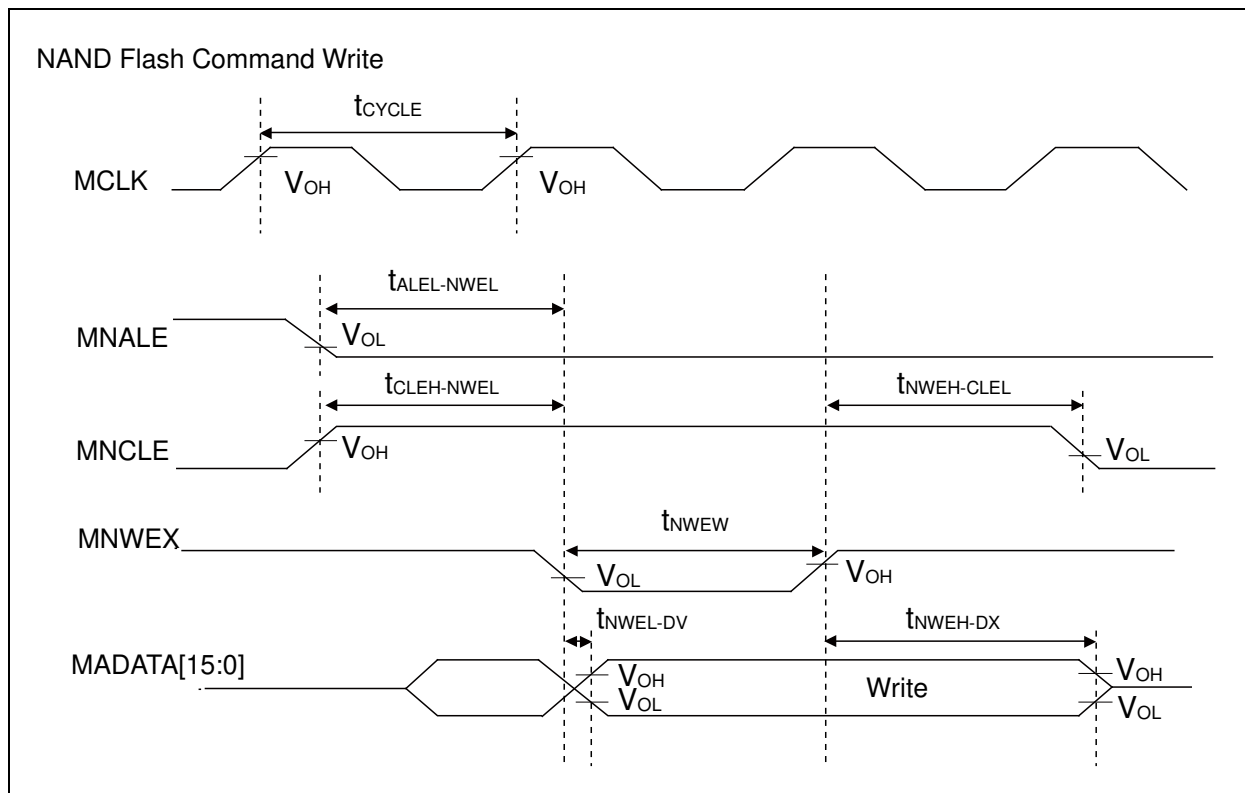 NAND Flash Command Write
tCYCLE
MCLK
VOH
VOH
tALEL-NWEL
MNALE
VOL
tCLEH-NWEL
tNWEH-CLEL
MNCLE
VOH
VOL
tNWEW
MNWEX
VOL
VOH
tNWEL-DV
tNWEH-DX
MADATA[15:0]
VOH
VOL
Write
VOH
VOL